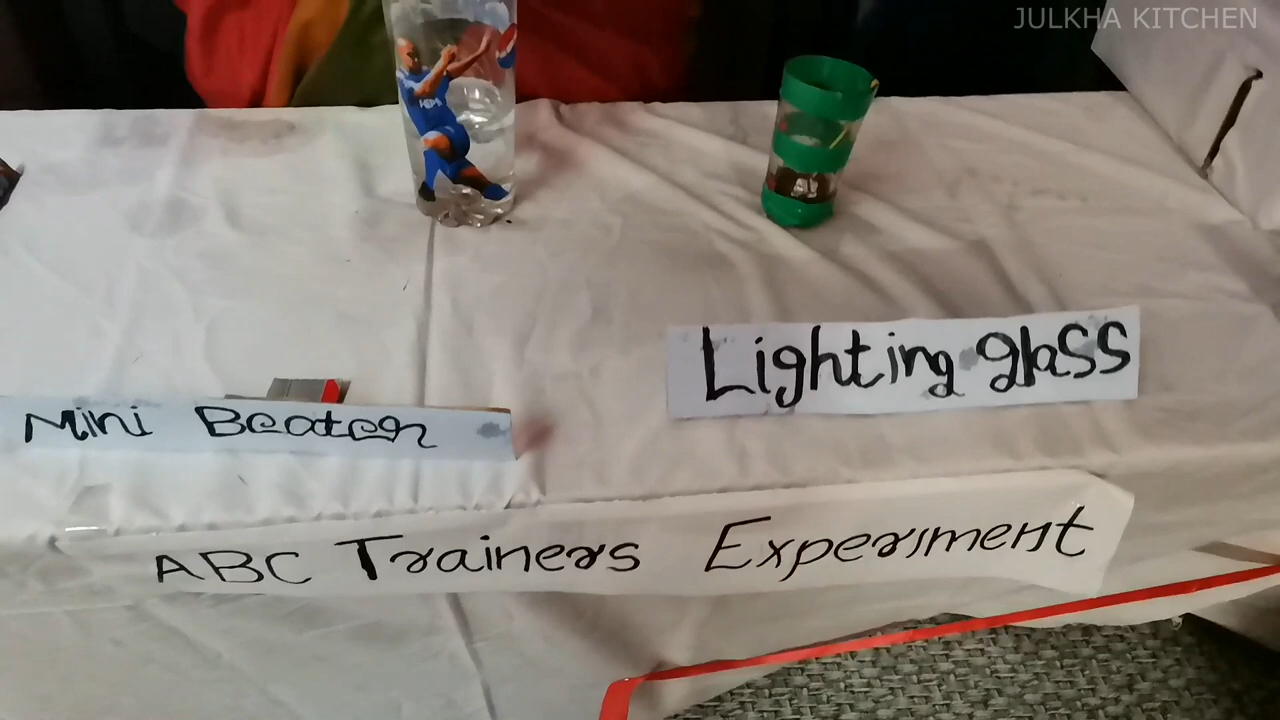 JULKHA KITCHEN
Lighting glass
Mini Beater
ABC Trainers Experiment